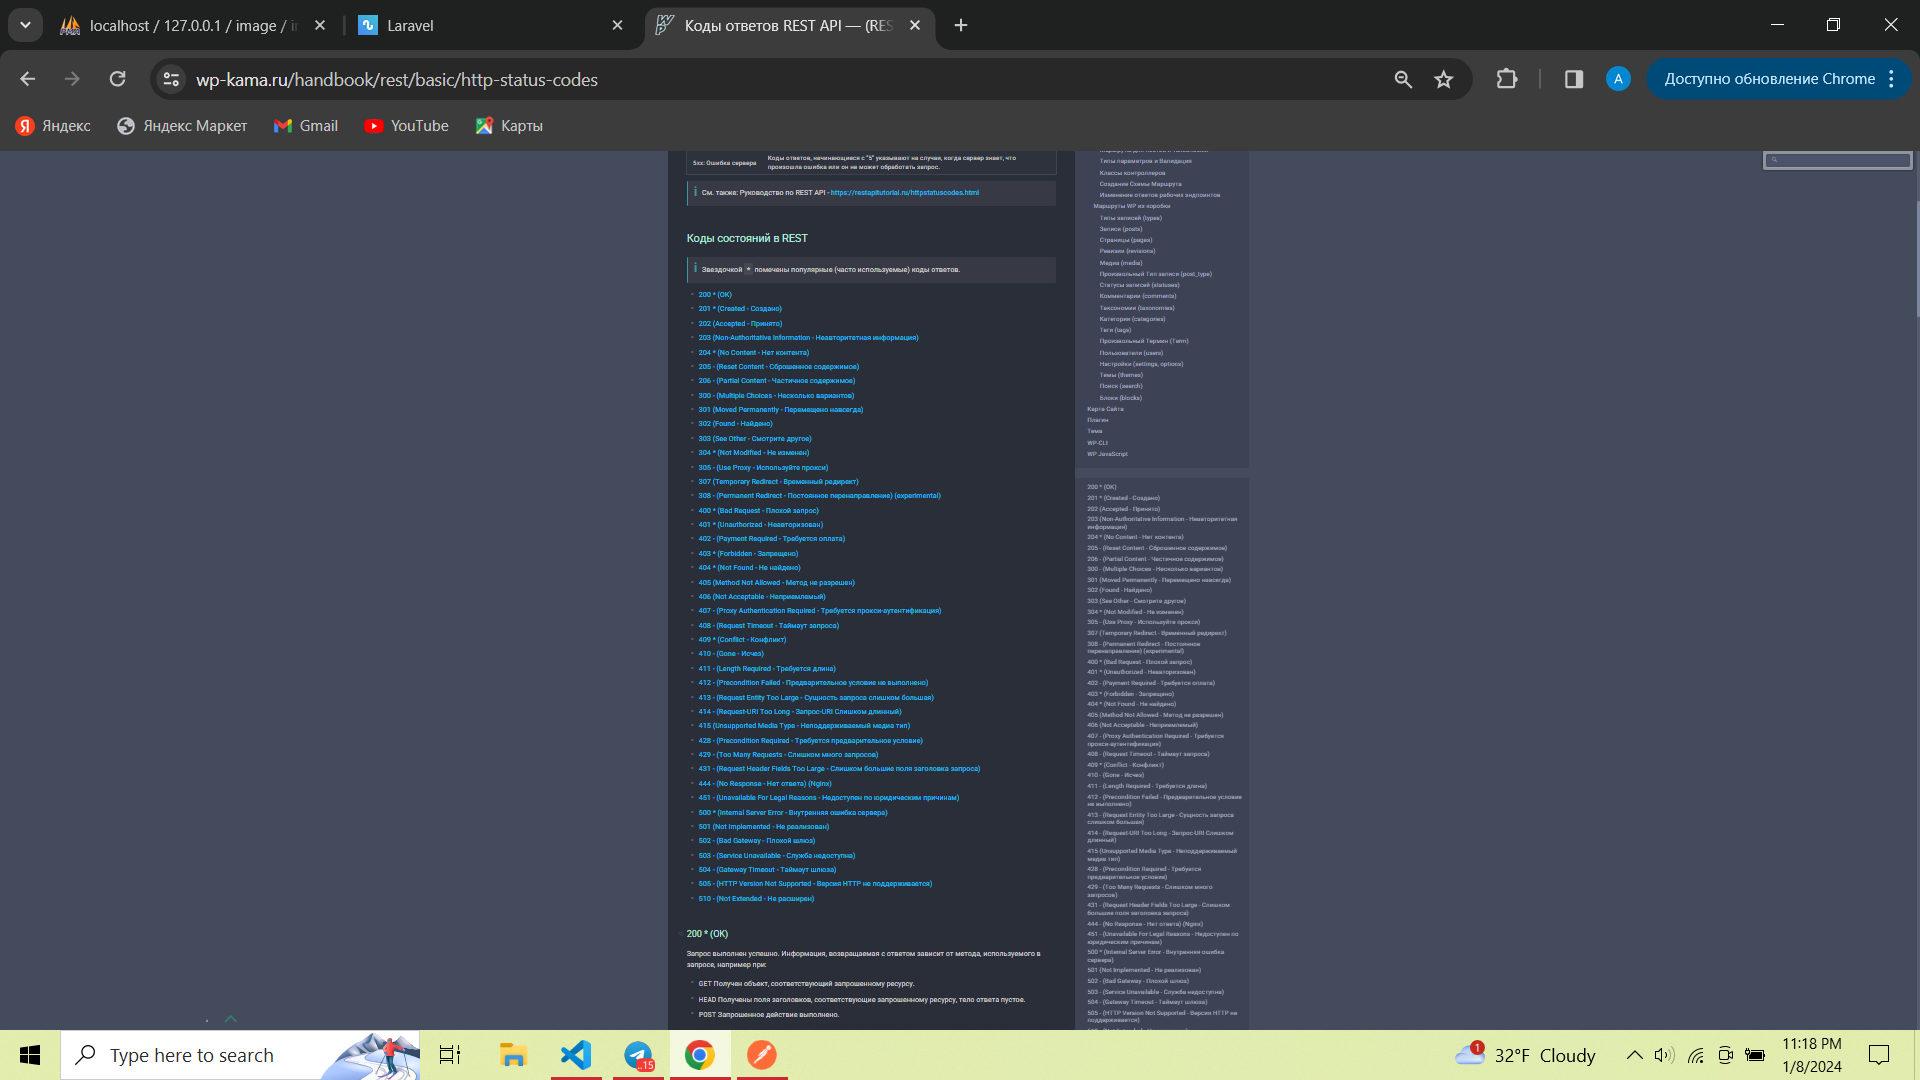 localhost / 127.0.0.1 / image / i
Laravel
Коды ответов REST API — (RES
wp-kama.ru/handbook/rest/basic/http-status-codes
A
Доступно обновление Chrome
Яндекс
Яндекс Маркет
Gmail
YouTube
Карты
5xx: Ошибка сервера
Коды ответов, начинающиеся с "5" указывают на случаи, когда сервер знает, что
произошла ошибка или он не может обработать запрос.
См. также: Руководство по REST API - https://restapitutorial.ru/httpstatuscodes.html
Коды состояний в REST
Звездочкой * помечены популярные (часто используемые) коды ответов.
200 * (OK)
201 * (Created - Создано)
202 (Accepted - Принято)
203 (Non-Authoritative Information - Неавторитетная информация)
204 * (No Content - Нет контента)
205 - (Reset Content - Сброшенное содержимое)
206 - (Partial Content - Частичное содержимое)
300 - (Multiple Choices - Несколько вариантов)
301 (Moved Permanently - Перемещено навсегда)
302 (Found - Найдено)
303 (See Other - Смотрите другое)
304 * (Not Modified - Не изменен)
305 - (Use Proxy - Используйте прокси)
307 (Temporary Redirect - Временный редирект)
308 - (Permanent Redirect - Постоянное перенаправление) (experimental)
400 * (Bad Request - Плохой запрос)
401 * (Unauthorized - Неавторизован)
402 - (Payment Required - Требуется оплата)
403 * (Forbidden - Запрещено)
404 * (Not Found - Не найдено)
405 (Method Not Allowed - Метод не разрешен)
406 (Not Acceptable - Неприемлемый)
407 - (Proxy Authentication Required - Требуется прокси-аутентификация)
408 - (Request Timeout - Таймаут запроса)
409 * (Conflict - Конфликт)
410 - (Gone - Исчез)
411 - (Length Required - Требуется длина)
412 - (Precondition Failed - Предварительное условие не выполнено)
413 - (Request Entity Too Large - Сущность запроса слишком большая)
414 - (Request-URI Too Long - Запрос-URI Слишком длинный)
415 (Unsupported Media Type - Неподдерживаемый медиа тип)
428 - (Precondition Required - Требуется предварительное условие)
429 - (Too Many Requests - Слишком много запросов)
431 - (Request Header Fields Too Large - Слишком большие поля заголовка запроса)
444 - (No Response - Нет ответа) (Nginx)
451 - (Unavailable For Legal Reasons - Недоступен по юридическим причинам)
500 * (Internal Server Error - Внутренняя ошибка сервера)
501 (Not Implemented - Не реализован)
502 - (Bad Gateway - Плохой шлюз)
503 - (Service Unavailable - Служба недоступна)
504 - (Gateway Timeout - Таймаут шлюза)
505 - (HTTP Version Not Supported - Версия HTTP не поддерживается)
510 - (Not Extended - Не расширен)
200 * (OK)
Запрос выполнен успешно. Информация, возвращаемая с ответом зависит от метода, используемого в
запросе, например при:
GET Получен объект, соответствующий запрошенному ресурсу.
HEAD Получены поля заголовков, соответствующие запрошенному ресурсу, тело ответа пустое.
POST Запрошенное действие выполнено.
Типы параметров и Валидация
Классы контроллеров
Создание Схемы Маршрута
Изменение ответов рабочих эндпоинтов
Маршруты WP из коробки
Типы записей (types)
Записи (posts)
Страницы (pages)
Ревизии (revisions)
Медиа (media)
Произвольный Тип записи (post_type)
Статусы записей (statuses)
Комментарии (comments)
Таксономии (taxonomies)
Категории (categories)
Теги (tags)
Произвольный Термин (Term)
Пользователи (users)
Настройки (settings, options)
Темы (themes)
Поиск (search)
Блоки (blocks)
Карта Сайта
Плагин
Тема
WP-CLI
WP JavaScript
200 * (OK)
201 * (Created - Создано)
202 (Accepted - Принято)
203 (Non-Authoritative Information - Неавторитетная
информация)
204 * (No Content - Нет контента)
205 - (Reset Content - Сброшенное содержимое)
206 - (Partial Content - Частичное содержимое)
300 - (Multiple Choices - Несколько вариантов)
301 (Moved Permanently - Перемещено навсегда)
302 (Found - Найдено)
303 (See Other - Смотрите другое)
304 * (Not Modified - Не изменен)
305 - (Use Proxy - Используйте прокси)
307 (Temporary Redirect - Временный редирект)
308 - (Permanent Redirect - Постоянное
перенаправление) (experimental)
400 * (Bad Request - Плохой запрос)
401 * (Unauthorized - Неавторизован)
402 - (Payment Required - Требуется оплата)
403 * (Forbidden - Запрещено)
404 * (Not Found - Не найдено)
405 (Method Not Allowed - Метод не разрешен)
406 (Not Acceptable - Неприемлемый)
407 - (Proxy Authentication Required - Требуется
прокси-аутентификация)
408 - (Request Timeout - Таймаут запроса)
409 * (Conflict - Конфликт)
410 - (Gone - Исчез)
411 - (Length Required - Требуется длина)
412 - (Precondition Failed - Предварительное условие
не выполнено)
413 - (Request Entity Too Large - Сущность запроса
слишком большая)
414 - (Request-URI Too Long - Запрос-URI Слишком
длинный)
415 (Unsupported Media Type - Неподдерживаемый
медиа тип)
428 - (Precondition Required - Требуется
предварительное условие)
429 - (Too Many Requests - Слишком много
запросов)
431 - (Request Header Fields Too Large - Слишком
большие поля заголовка запроса)
444 - (No Response - Нет ответа) (Nginx)
451 - (Unavailable For Legal Reasons - Недоступен по
юридическим причинам)
500 * (Internal Server Error - Внутренняя ошибка
сервера)
501 (Not Implemented - Не реализован)
502 - (Bad Gateway - Плохой шлюз)
503 - (Service Unavailable - Служба недоступна)
504 - (Gateway Timeout - Таймаут шлюза)
505 - (HTTP Version Not Supported - Версия HTTP не
поддерживается)
Type here to search
..15
1
32°F Cloudy
11:18 PM
1/8/2024